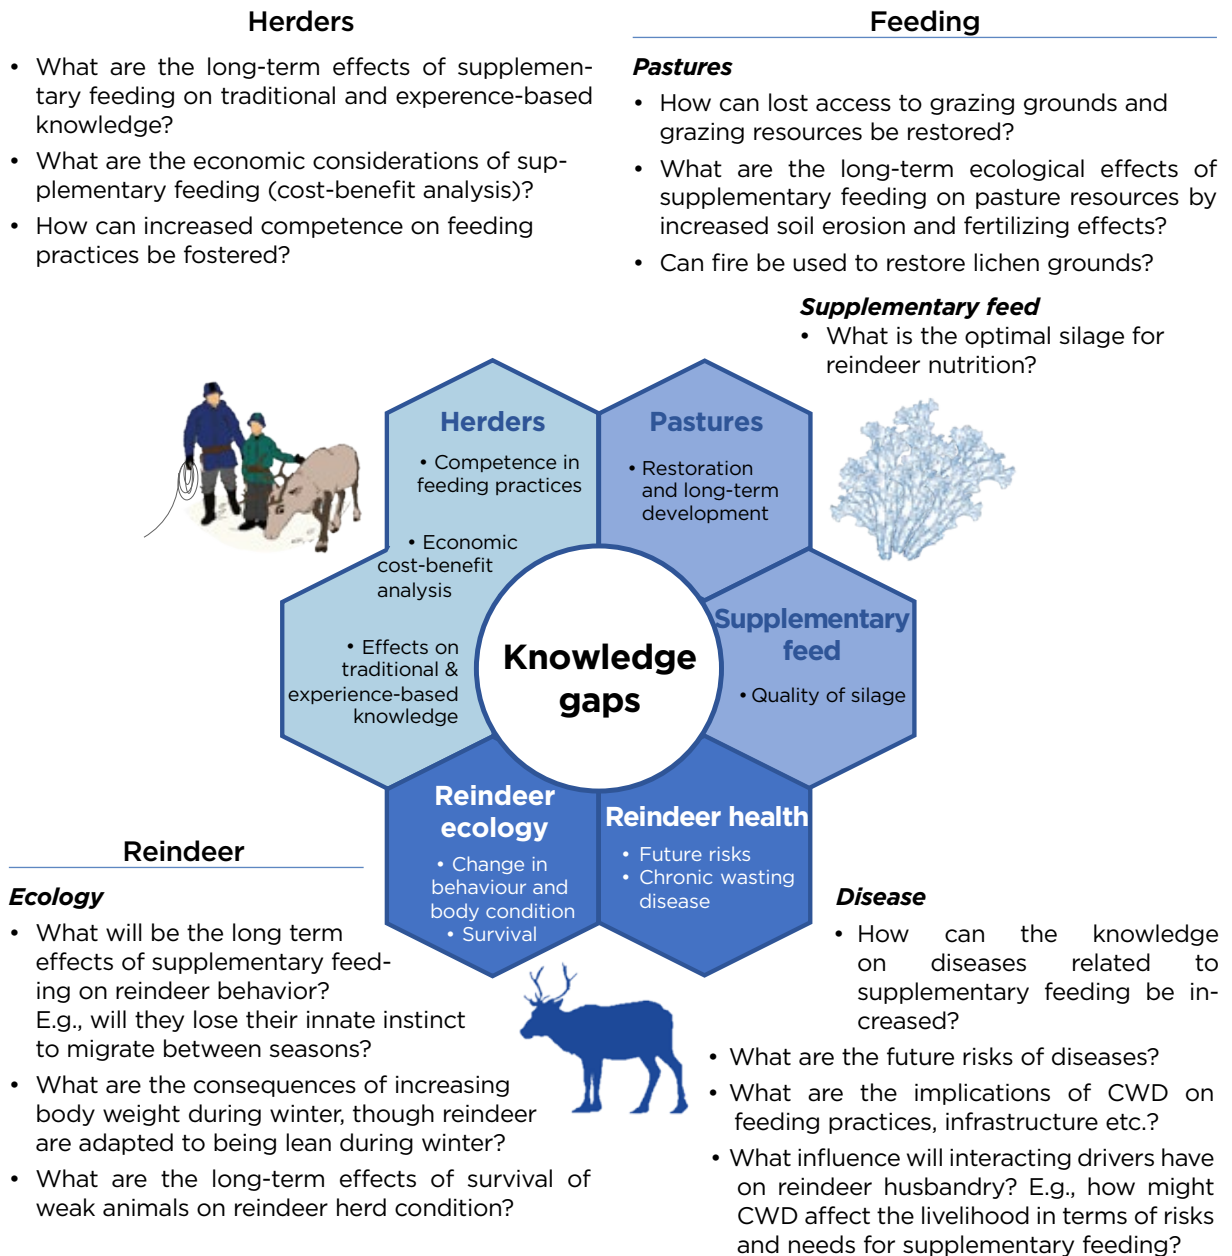 Herders
• What are the long-term effects of supplemen-
tary feeding on traditional and experence-based
knowledge?
• What are the economic considerations of sup-
plementary feeding (cost-benefit analysis)?
• How can increased competence on feeding
practices be fostered?
Feeding
Pastures
• How can lost access to grazing grounds and
grazing resources be restored?
• What are the long-term ecological effects of
supplementary feeding on pasture resources by
increased soil erosion and fertilizing effects?
• Can fire be used to restore lichen grounds?
Supplementary feed
• What is the optimal silage for
reindeer nutrition?
Herders
• Competence in
feeding practices
• Economic
cost-benefit
analysis
• Effects on
traditional &
experience-based
knowledge
Pastures
• Restoration
and long-term
development
Supplementary
feed
• Quality of silage
Knowledge
gaps
Reindeer
ecology
• Change in
behaviour and
body condition
• Survival
Reindeer health
• Future risks
• Chronic wasting
disease
Reindeer
Ecology
• What will be the long term
effects of supplementary feed-
ing on reindeer behavior?
E.g., will they lose their innate instinct
to migrate between seasons?
• What are the consequences of increasing
body weight during winter, though reindeer
are adapted to being lean during winter?
• What are the long-term effects of survival of
weak animals on reindeer herd condition?
Disease
• How can the knowledge
on diseases related to
supplementary feeding be in-
creased?
• What are the future risks of diseases?
• What are the implications of CWD on
feeding practices, infrastructure etc.?
• What influence will interacting drivers have
on reindeer husbandry? E.g., how might
CWD affect the livelihood in terms of risks
and needs for supplementary feeding?